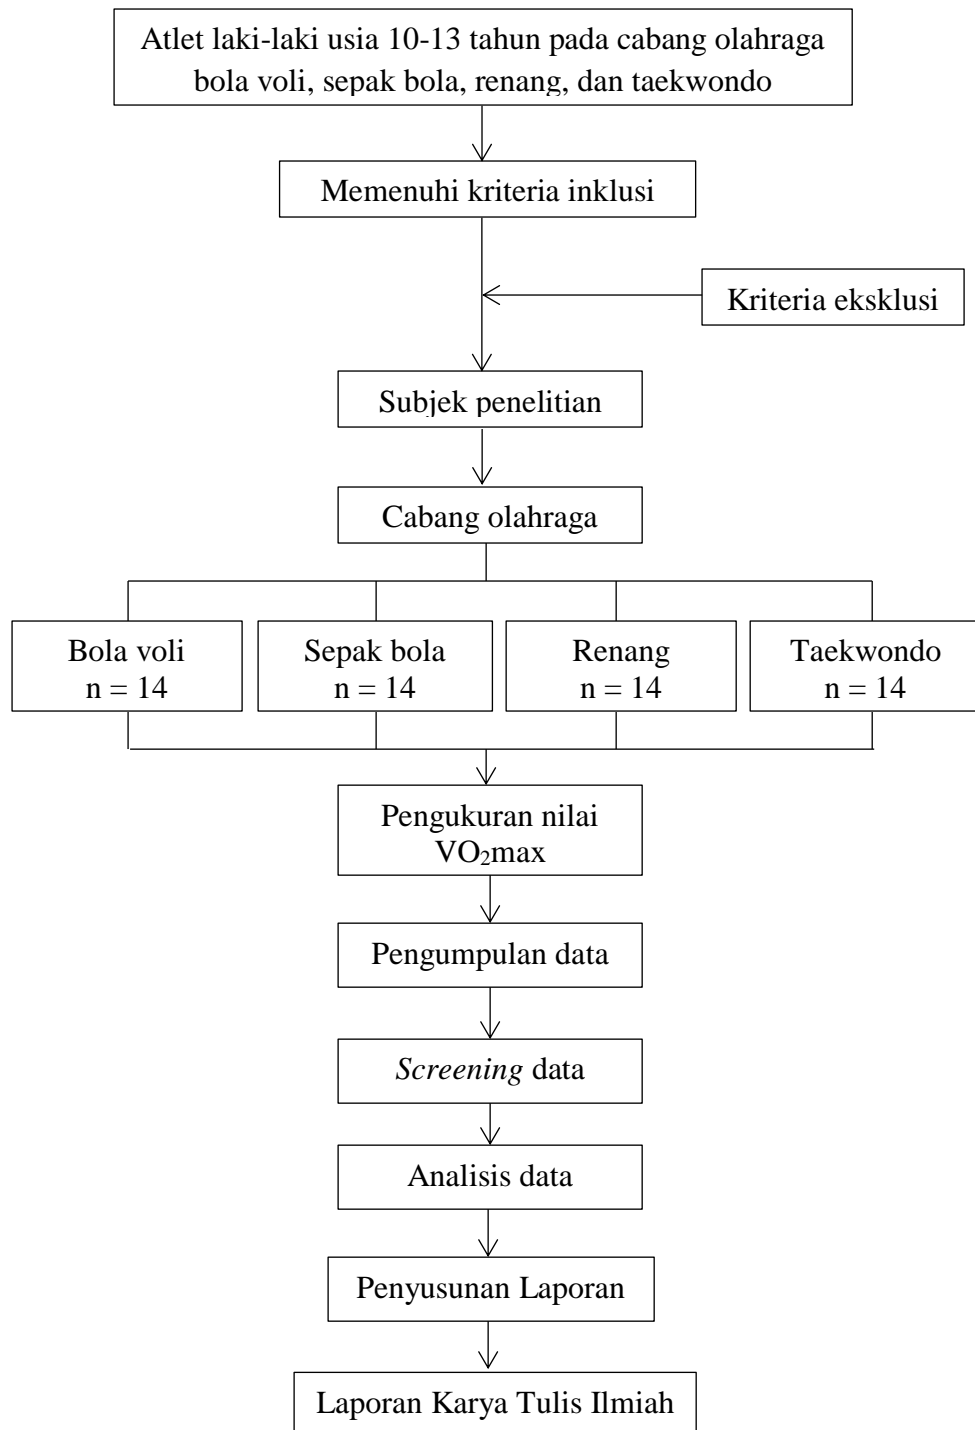 Atlet laki-laki usia 10-13 tahun pada cabang olahraga
bola voli, sepak bola, renang, dan taekwondo
Memenuhi kriteria inklusi
Kriteria eksklusi
Subjek penelitian
Cabang olahraga
Bola voli
n = 14
Sepak bola
n = 14
Renang
n = 14
Taekwondo
n = 14
Pengukuran nilai
VO₂max
Pengumpulan data
Screening data
Analisis data
Penyusunan Laporan
Laporan Karya Tulis Ilmiah